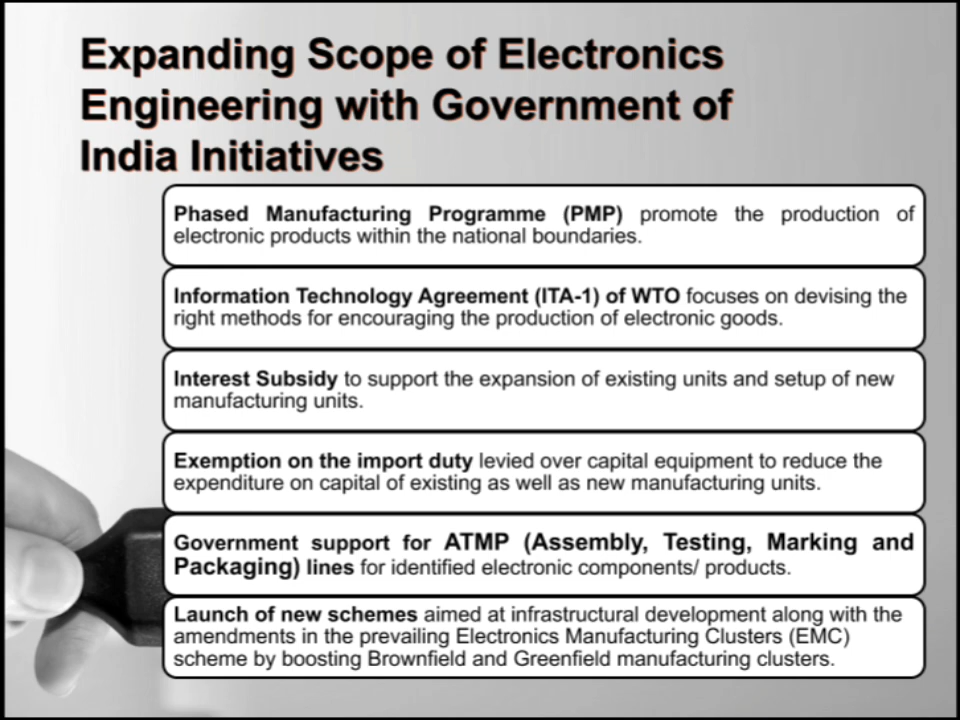 Expanding Scope of Electronics
Engineering with Government of
India Initiatives
Phased Manufacturing Programme (PMP) promote the production of
electronic products within the national boundaries.
Information Technology Agreement (ITA-1) of WTO focuses on devising the
right methods for encouraging the production of electronic goods.
Interest Subsidy to support the expansion of existing units and setup of new
manufacturing units.
Exemption on the import duty levied over capital equipment to reduce the
expenditure on capital of existing as well as new manufacturing units.
Government support for ATMP (Assembly, Testing, Marking and
Packaging) lines for identified electronic components/ products.
Launch of new schemes aimed at infrastructural development along with the
amendments in the prevailing Electronics Manufacturing Clusters (EMC)
scheme by boosting Brownfield and Greenfield manufacturing clusters.